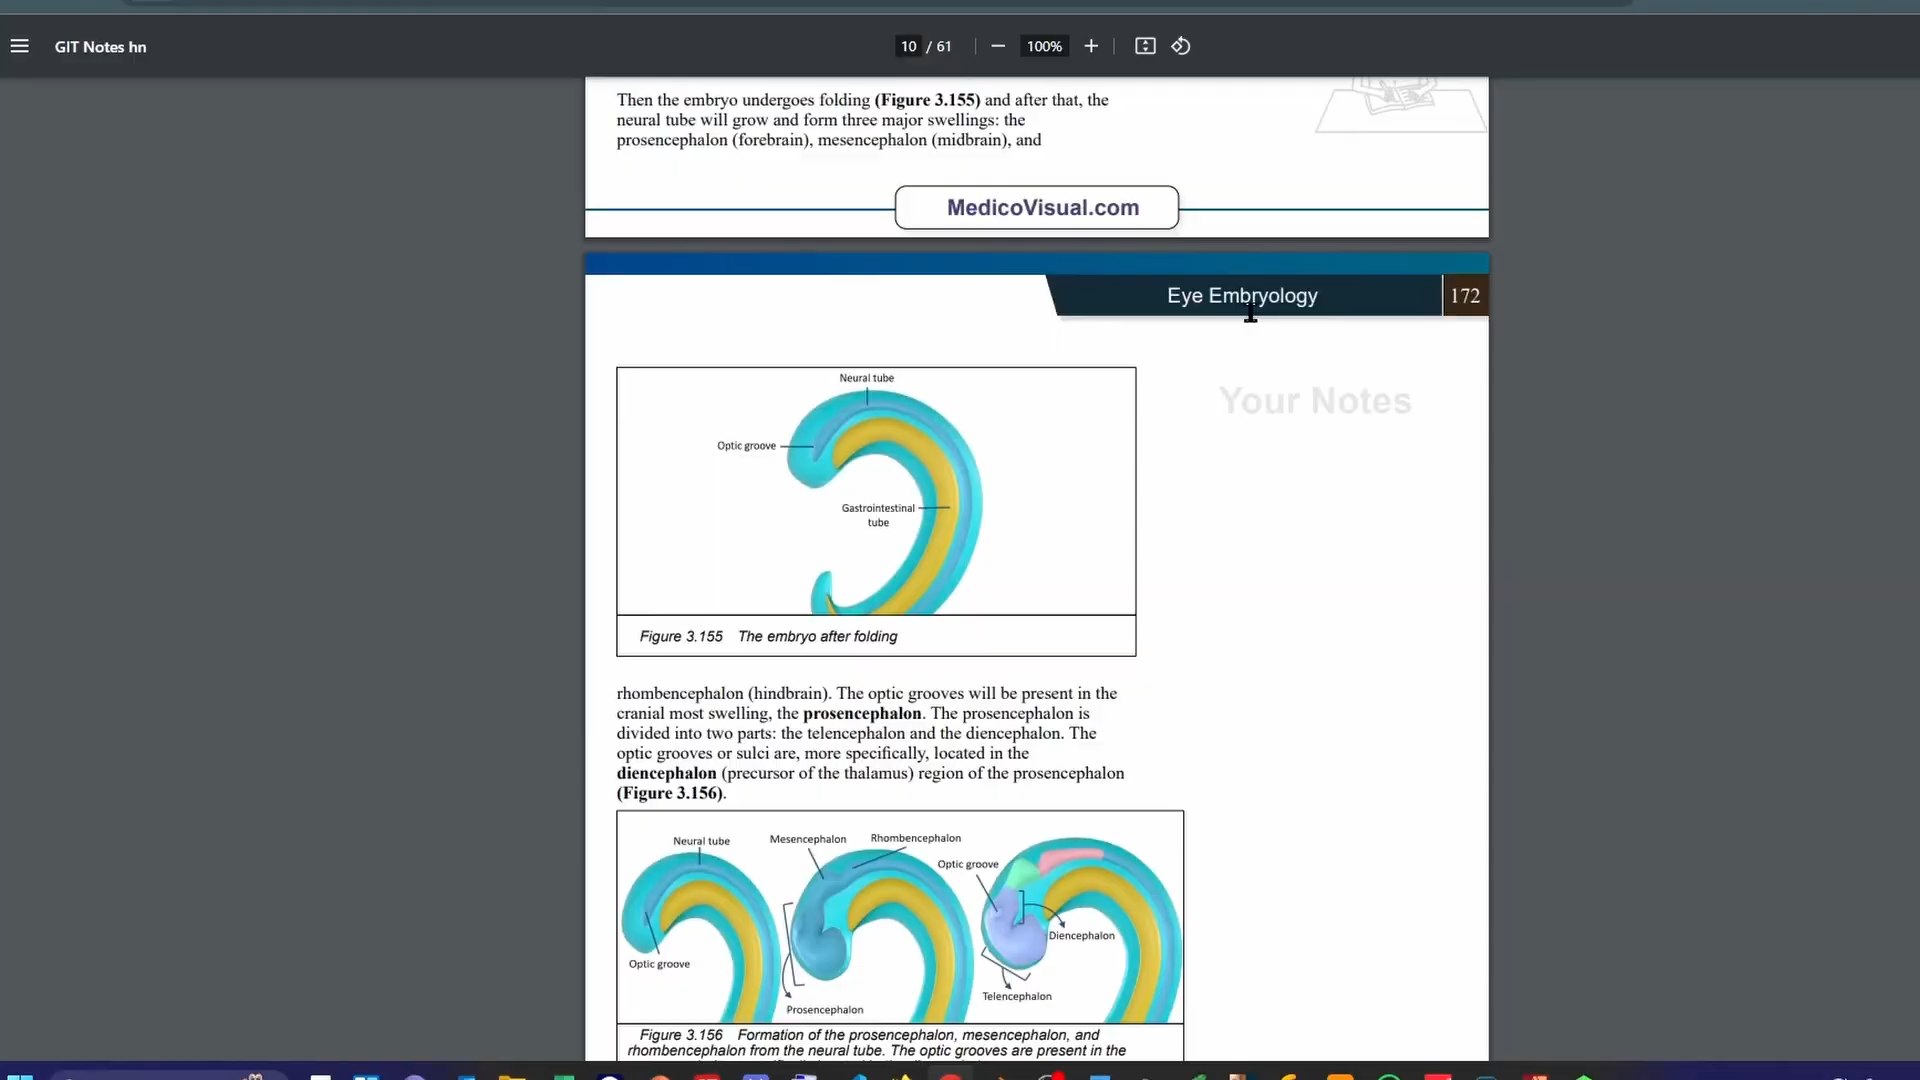 GIT Notes hn
10 / 61
100%
Then the embryo undergoes folding (Figure 3.155) and after that, the
neural tube will grow and form three major swellings: the
prosencephalon (forebrain), mesencephalon (midbrain), and
MedicoVisual.com
Eye Embryology 172
Your Notes
Neural tube
Optic groove
Gastrointestinal
tube
Figure 3.155 The embryo after folding
rhombencephalon (hindbrain). The optic grooves will be present in the
cranial most swelling, the prosencephalon. The prosencephalon is
divided into two parts: the telencephalon and the diencephalon. The
optic grooves or sulci are, more specifically, located in the
diencephalon (precursor of the thalamus) region of the prosencephalon
(Figure 3.156).
Neural tube
Optic groove
Mesencephalon
Rhombencephalon
Prosencephalon
Optic groove
Diencephalon
Telencephalon
Figure 3.156 Formation of the prosencephalon, mesencephalon, and
rhombencephalon from the neural tube. The optic grooves are present in the